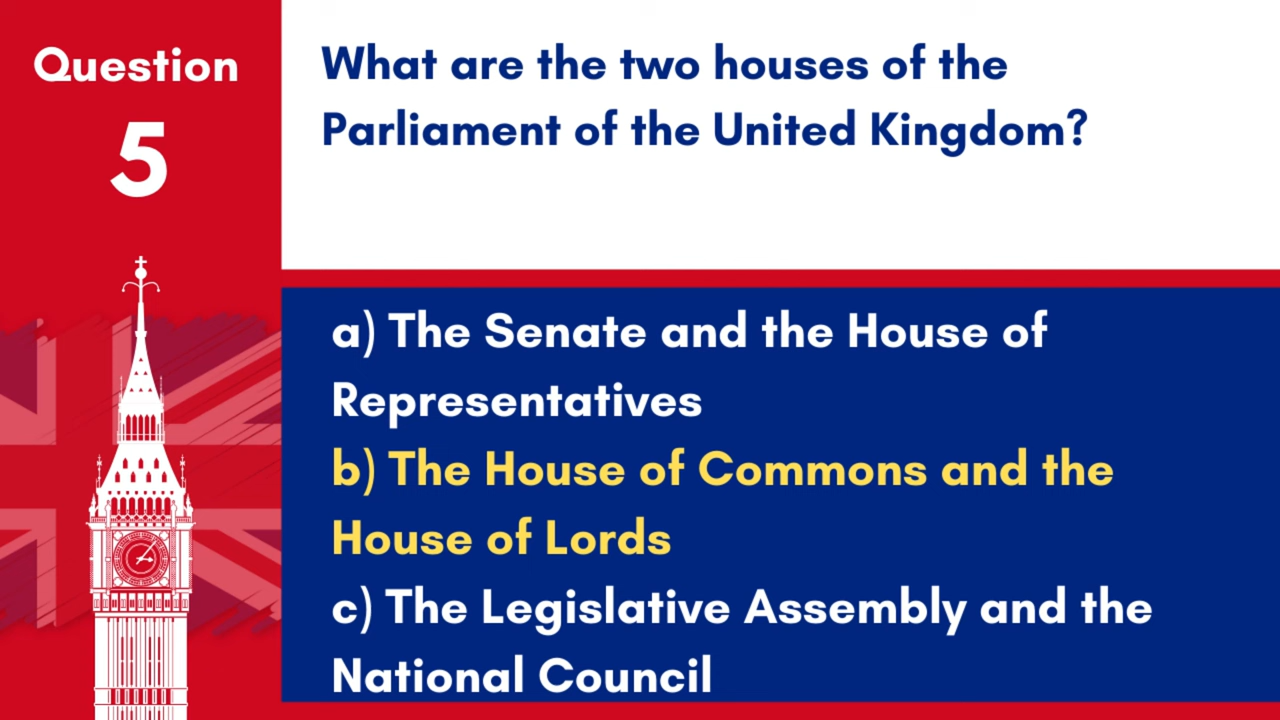 Question
5
What are the two houses of the
Parliament of the United Kingdom?
a) The Senate and the House of
Representatives
b) The House of Commons and the
House of Lords
c) The Legislative Assembly and the
National Council